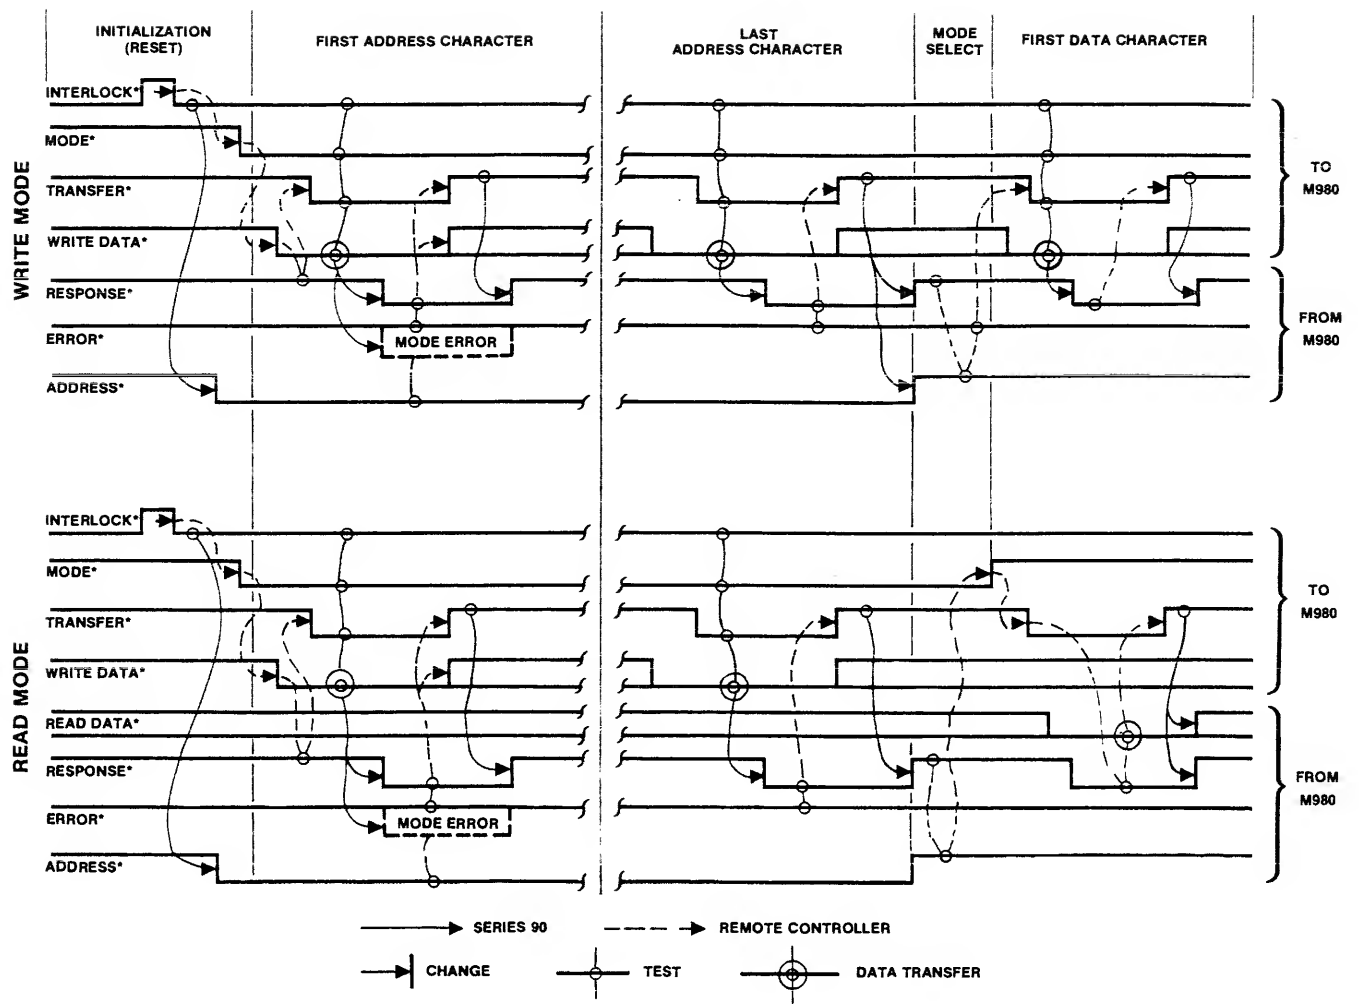 INITIALIZATION
(RESET)
FIRST ADDRESS CHARACTER
LAST
ADDRESS CHARACTER
MODE
SELECT
FIRST DATA CHARACTER
WRITE MODE
INTERLOCK*
MODE*
TRANSFER*
WRITE DATA*
RESPONSE*
ERROR*
MODE ERROR
ADDRESS*
TO
M980
FROM
M980
READ MODE
INTERLOCK*
MODE*
TRANSFER*
WRITE DATA*
READ DATA*
RESPONSE*
ERROR*
MODE ERROR
ADDRESS*
TO
M980
FROM
M980
SERIES 90
REMOTE CONTROLLER
CHANGE
TEST
DATA TRANSFER